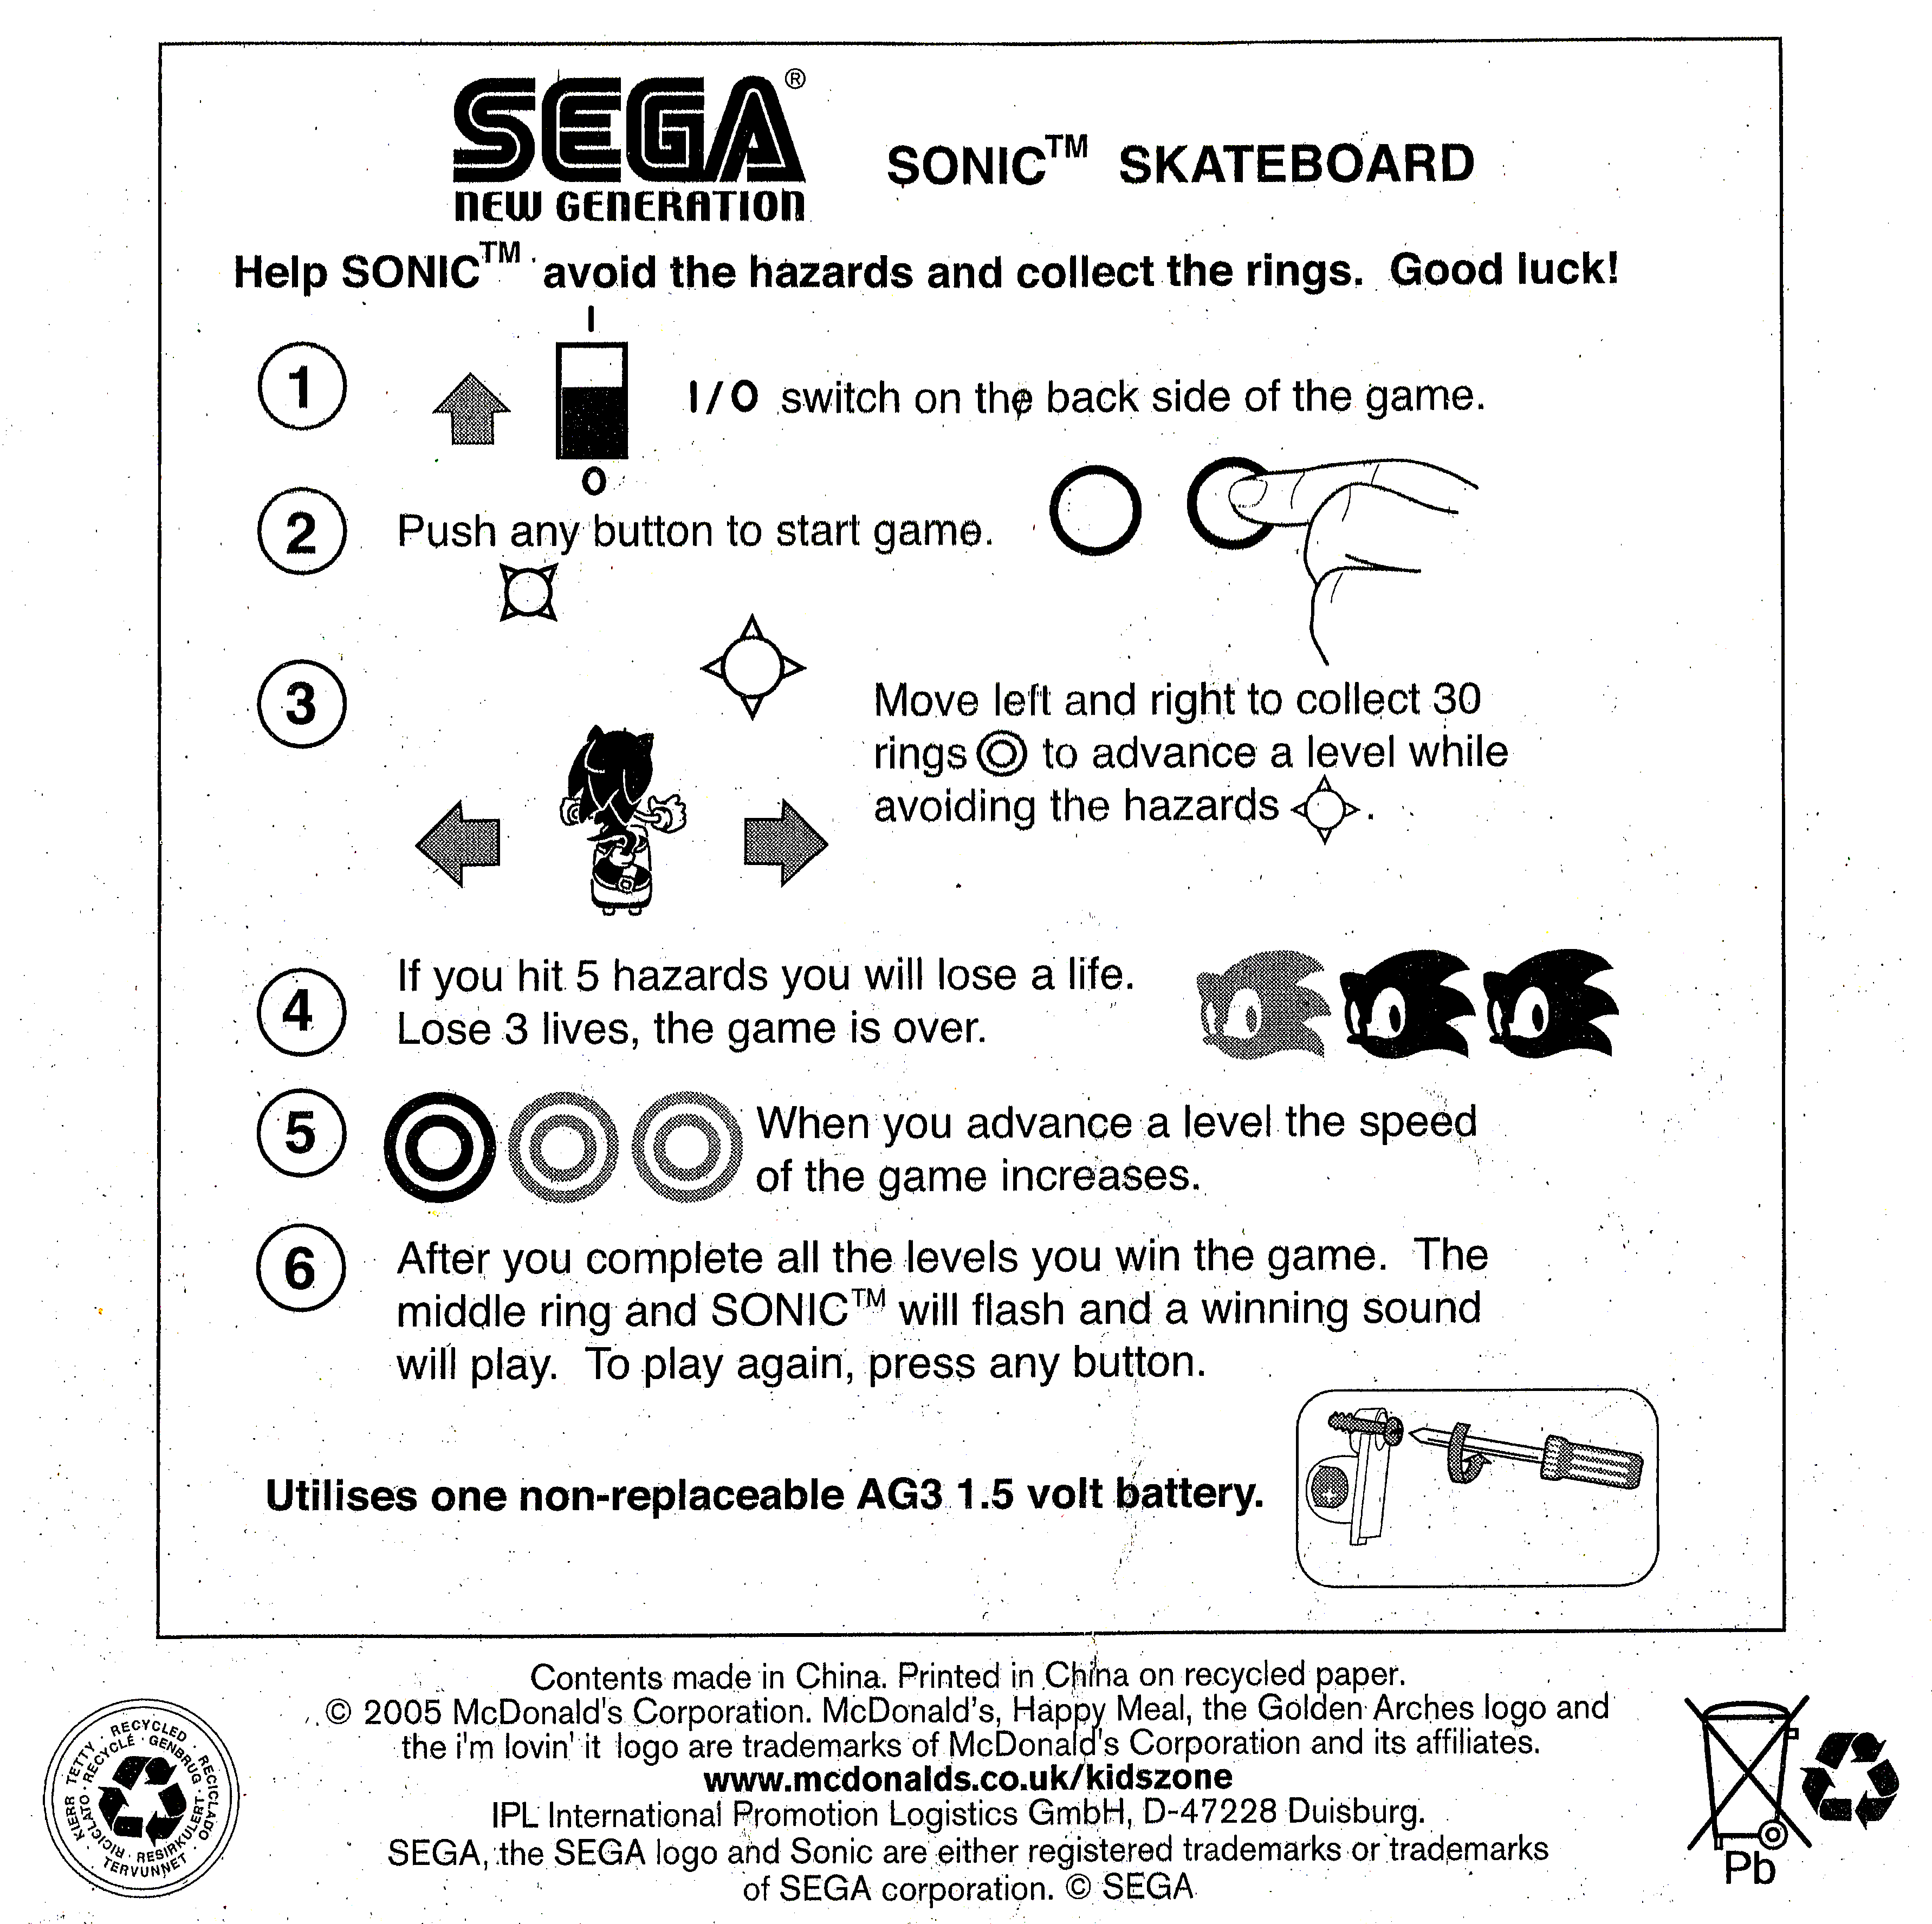 SEGA®
NEW GENERATION
SONIC™ SKATEBOARD
Help SONIC™ avoid the hazards and collect the rings. Good luck!
I
1
I/O switch on the back side of the game.
O
2
Push any button to start game.
3
Move left and right to collect 30
rings to advance a level while
avoiding the hazards .
4
If you hit 5 hazards you will lose a life.
Lose 3 lives, the game is over.
5
When you advance a level the speed
of the game increases.
6
After you complete all the levels you win the game. The
middle ring and SONIC™ will flash and a winning sound
will play. To play again, press any button.
Utilises one non-replaceable AG3 1.5 volt battery.
+
Contents made in China. Printed in China on recycled paper.
© 2005 McDonald's Corporation. McDonald's, Happy Meal, the Golden Arches logo and
the i'm lovin' it logo are trademarks of McDonald's Corporation and its affiliates.
www.mcdonalds.co.uk/kidszone
IPL International Promotion Logistics GmbH, D-47228 Duisburg.
SEGA, the SEGA logo and Sonic are either registered trademarks or trademarks
of SEGA corporation. © SEGA
KIERRÄTETTY · RECYCLED · RECICLADO
RICICLATO · RECYCLÉ · GENBRUG · RESIRKULERT ·
TERVUNNET
Pb